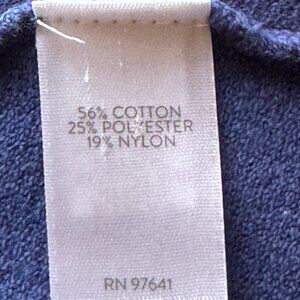 56% COTTON
25% POLYESTER
19% NYLON
RN 97641